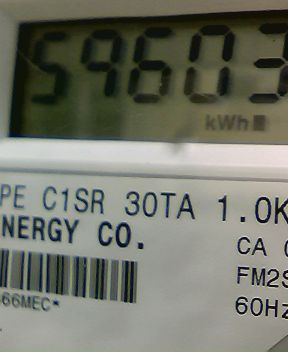 59603
kWh
PE C1SR 30TA 1.0K
NERGY CO.
CA
FM2S
66MEC*
60Hz